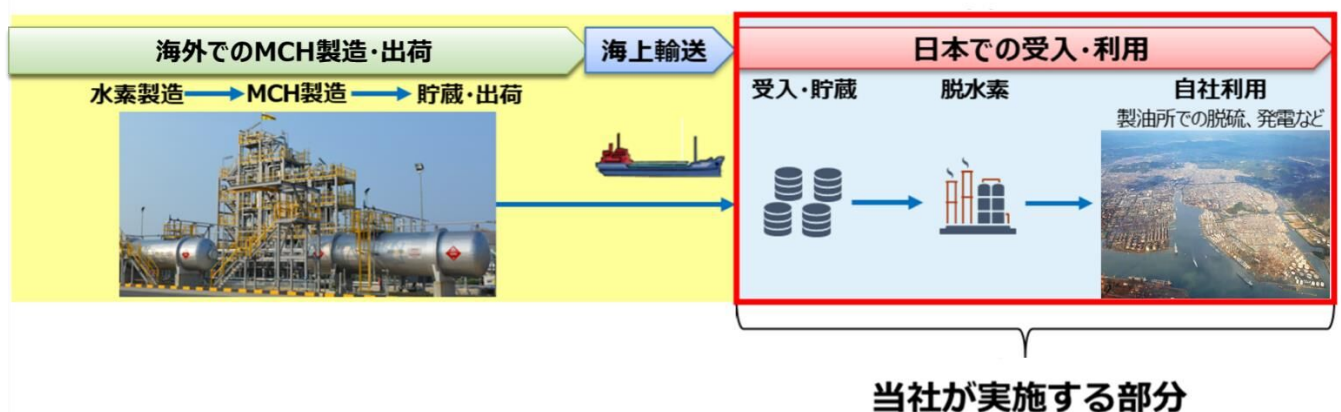 海外でのMCH製造・出荷
海上輸送
日本での受入・利用
水素製造
MCH製造
貯蔵・出荷
受入・貯蔵
脱水素
自社利用
製油所での脱硫、発電など
当社が実施する部分